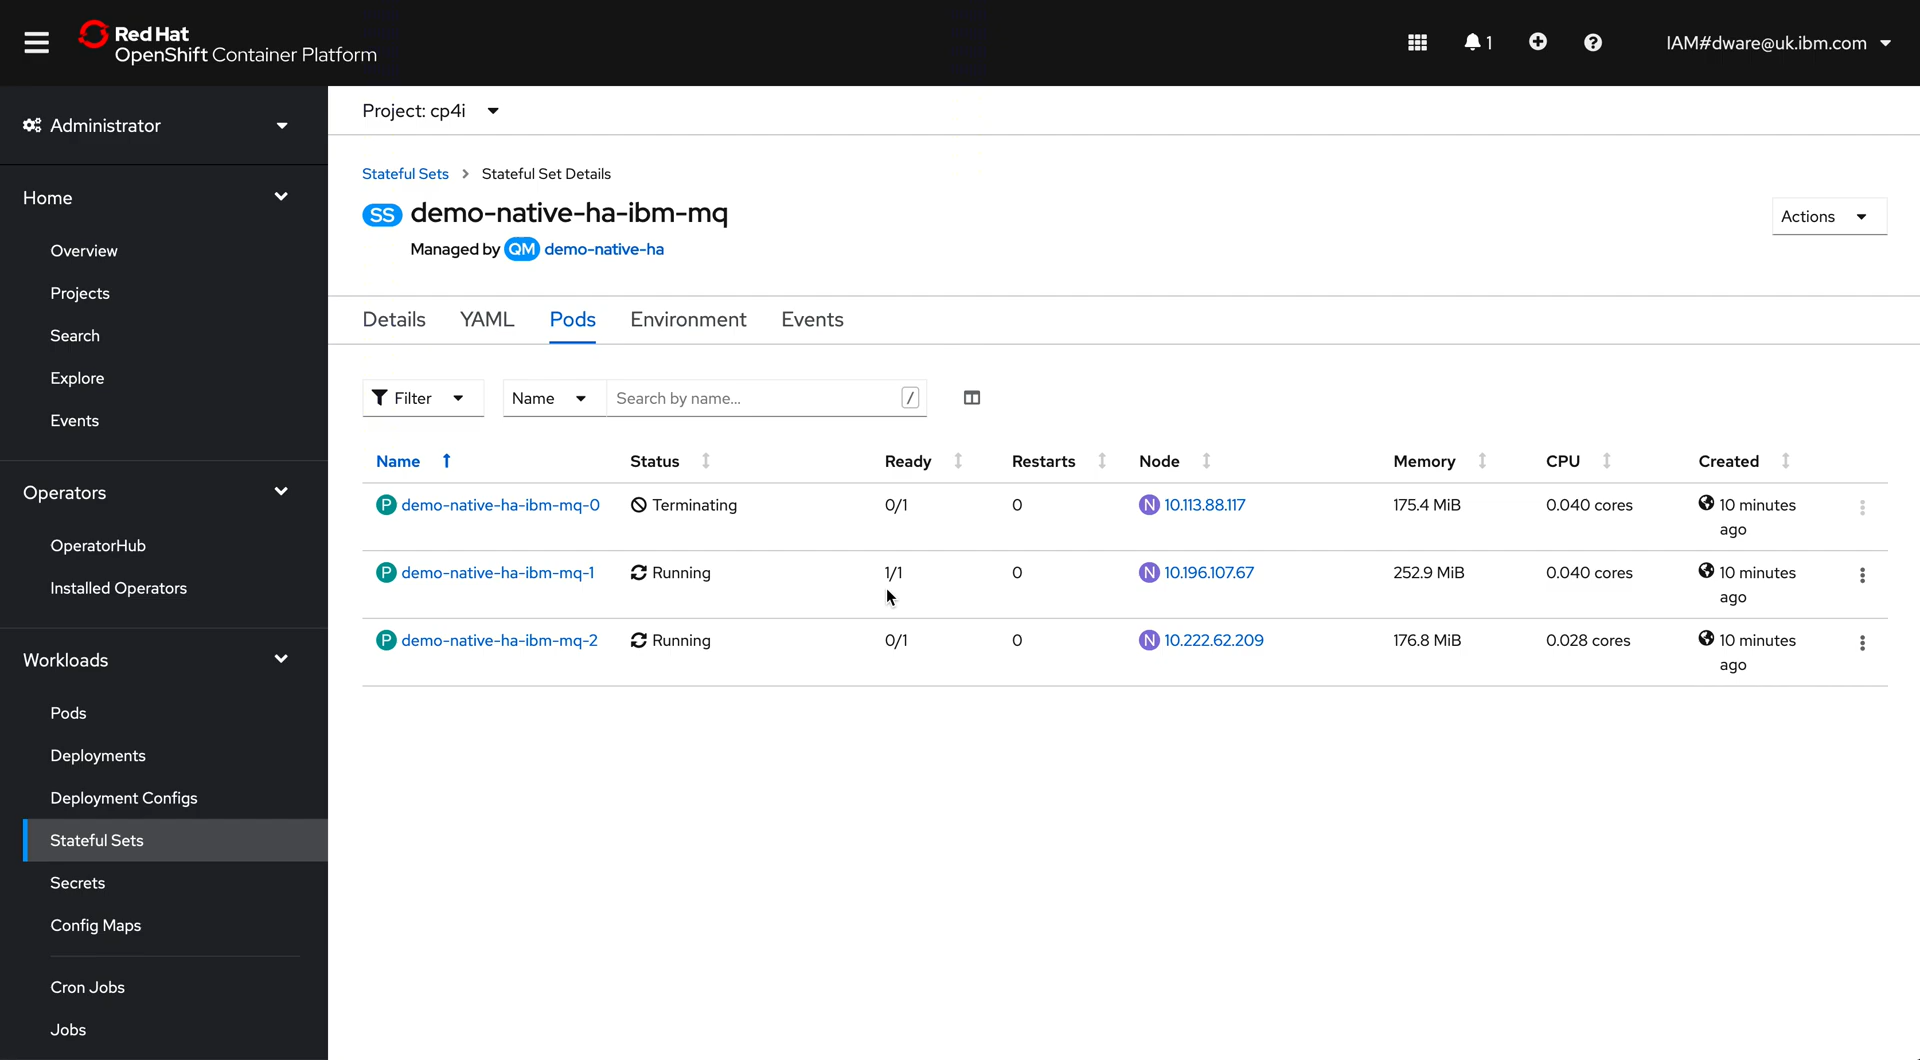 Red Hat
OpenShift Container Platform
1
IAM#dware@uk.ibm.com
Administrator
Home
Overview
Projects
Search
Explore
Events
Operators
OperatorHub
Installed Operators
Workloads
Pods
Deployments
Deployment Configs
Stateful Sets
Secrets
Config Maps
Cron Jobs
Jobs
Project: cp4i
Stateful Sets > Stateful Set Details
SS demo-native-ha-ibm-mq
Managed by QM demo-native-ha
Actions
Details YAML Pods Environment Events
Filter Name Search by name... /
Name Status Ready Restarts Node Memory CPU Created
P demo-native-ha-ibm-mq-0 Terminating 0/1 0 N 10.113.88.117 175.4 MiB 0.040 cores 10 minutes
ago
P demo-native-ha-ibm-mq-1 Running 1/1 0 N 10.196.107.67 252.9 MiB 0.040 cores 10 minutes
ago
P demo-native-ha-ibm-mq-2 Running 0/1 0 N 10.222.62.209 176.8 MiB 0.028 cores 10 minutes
ago